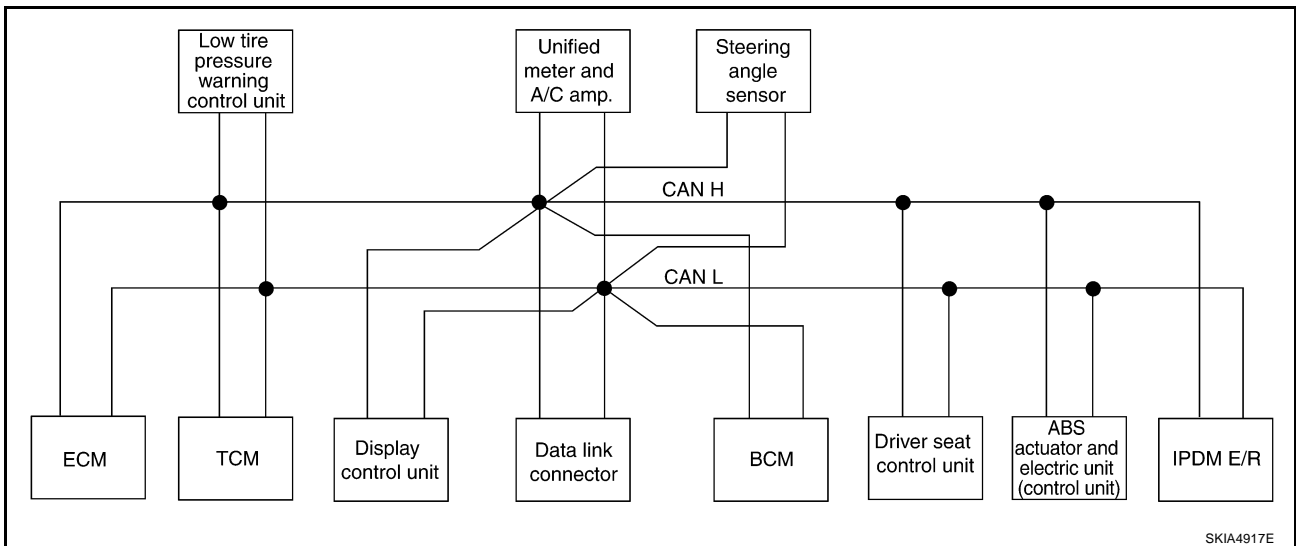 Low tire
pressure
warning
control unit
Unified
meter and
A/C amp.
Steering
angle
sensor
CAN H
CAN L
ECM
TCM
Display
control unit
Data link
connector
BCM
Driver seat
control unit
ABS
actuator and
electric unit
(control unit)
IPDM E/R
SKIA4917E